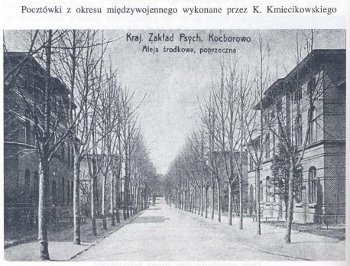 Pocztówki z okresu międzywojennego wykonane przez K. Kmiecikowskiego
Kraj. Zakład Psych. Kocborowo
Aleja środkowa, poprzeczna